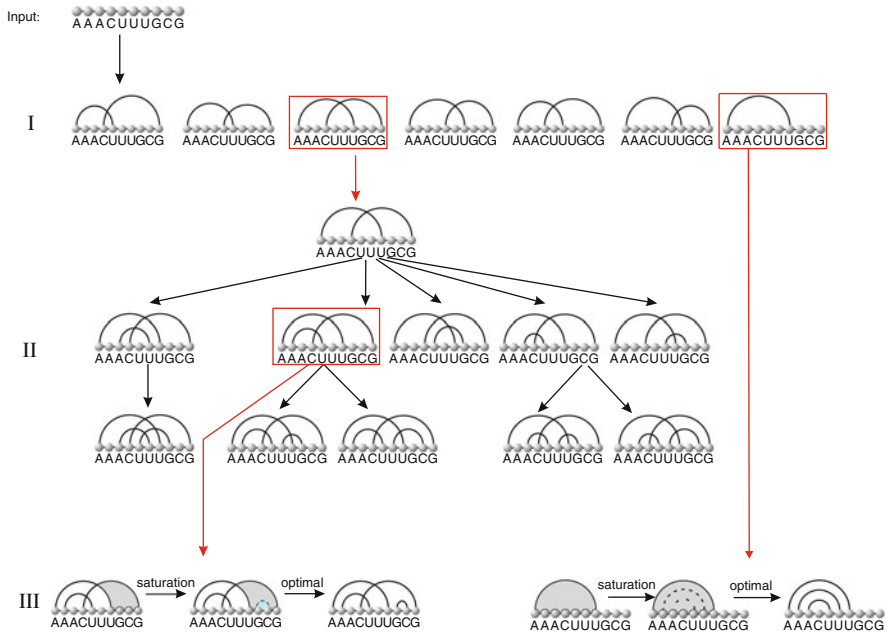 Input:
AAACUUUGCG
I
AAACUUUGCG AAACUUUGCG AAACUUUGCG AAACUUUGCG AAACUUUGCG AAACUUUGCG AAACUUUGCG
AAACUUUGCG
II
AAACUUUGCG AAACUUUGCG AAACUUUGCG AAACUUUGCG AAACUUUGCG
AAACUUUGCG AAACUUUGCG AAACUUUGCG AAACUUUGCG AAACUUUGCG
III
saturation optimal saturation optimal
AAACUUUGCG AAACUUUGCG AAACUUUGCG AAACUUUGCG AAACUUUGCG AAACUUUGCG